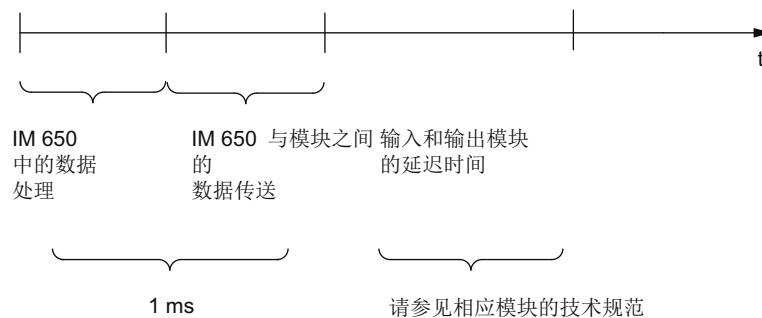 t
IM 650
中的数据
处理
IM 650 与模块之间
的
数据传送
输入和输出模块
的延迟时间
1 ms
请参见相应模块的技术规范